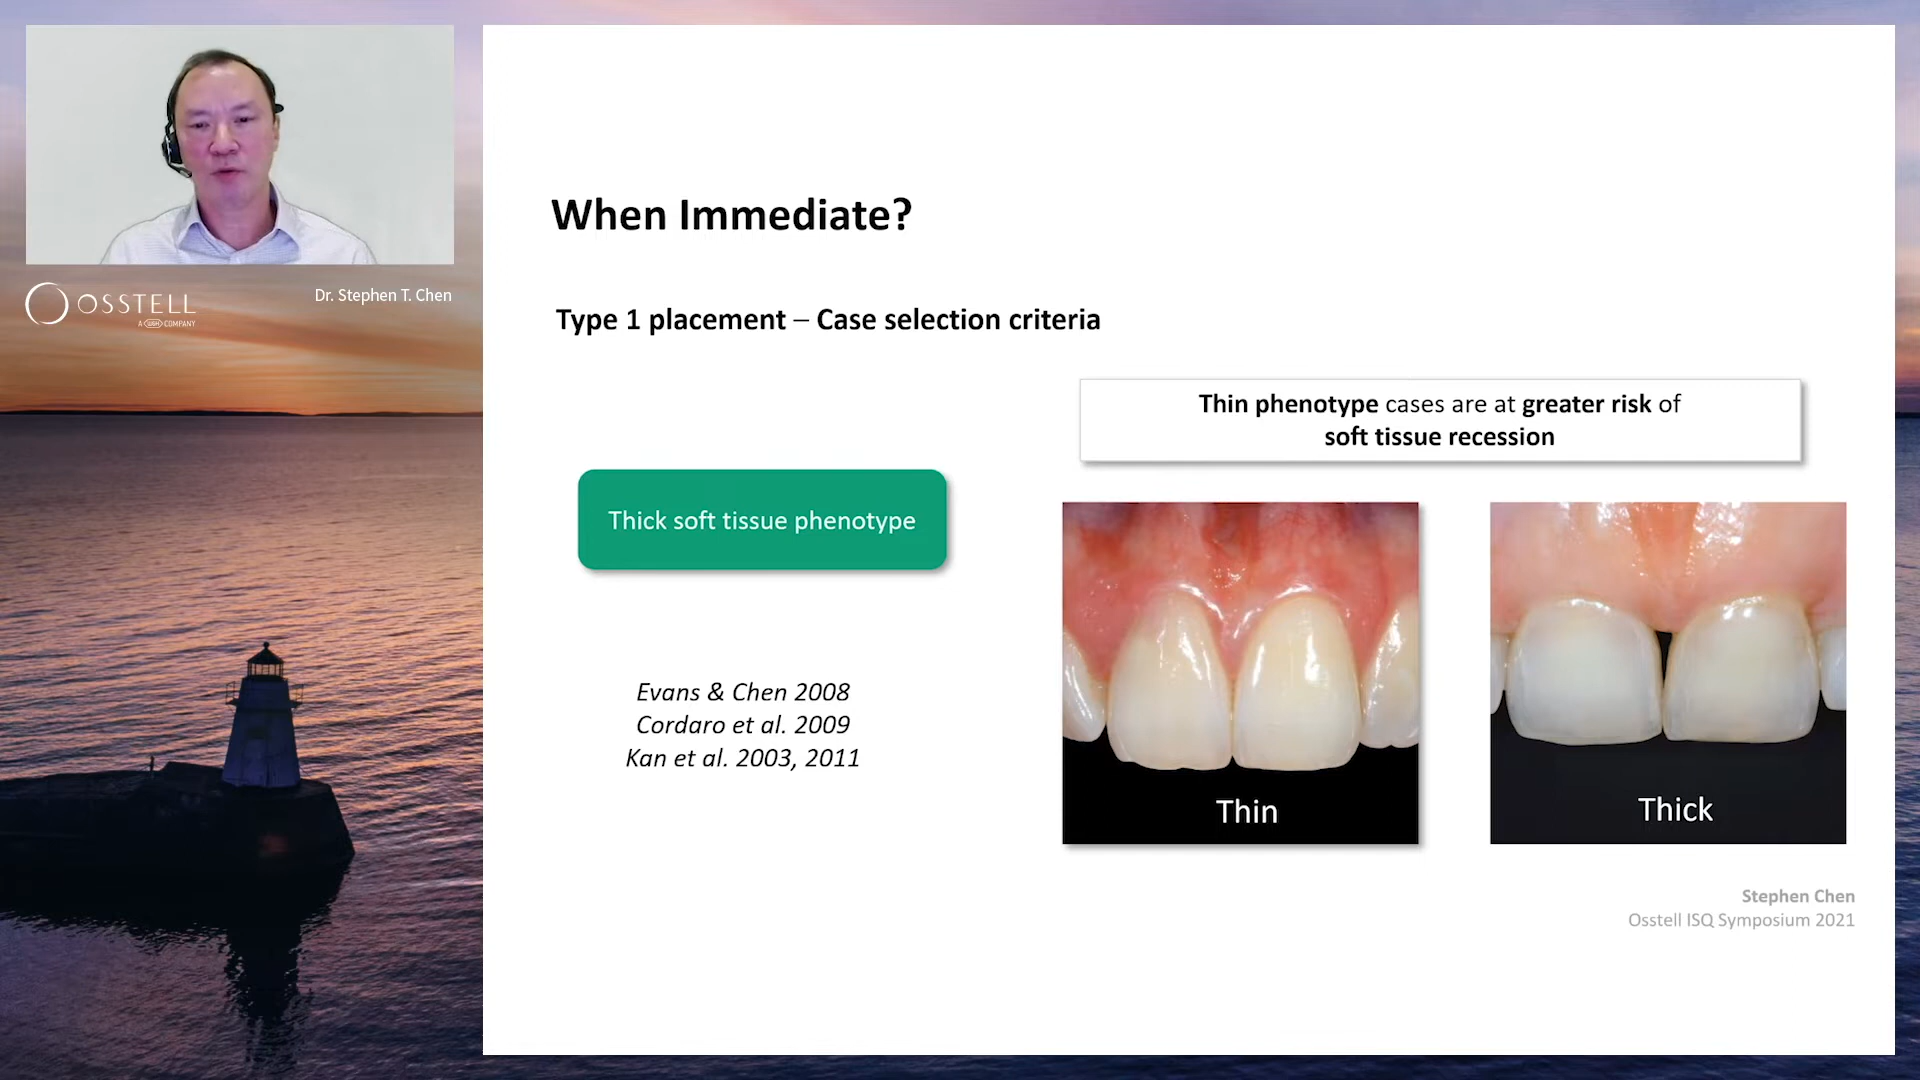 OSSTELL
A W&H COMPANY
Dr. Stephen T. Chen
When Immediate?
Type 1 placement – Case selection criteria
Thin phenotype cases are at greater risk of
soft tissue recession
Thick soft tissue phenotype
Evans & Chen 2008
Cordaro et al. 2009
Kan et al. 2003, 2011
Thin
Thick
Stephen Chen
Osstell ISQ Symposium 2021